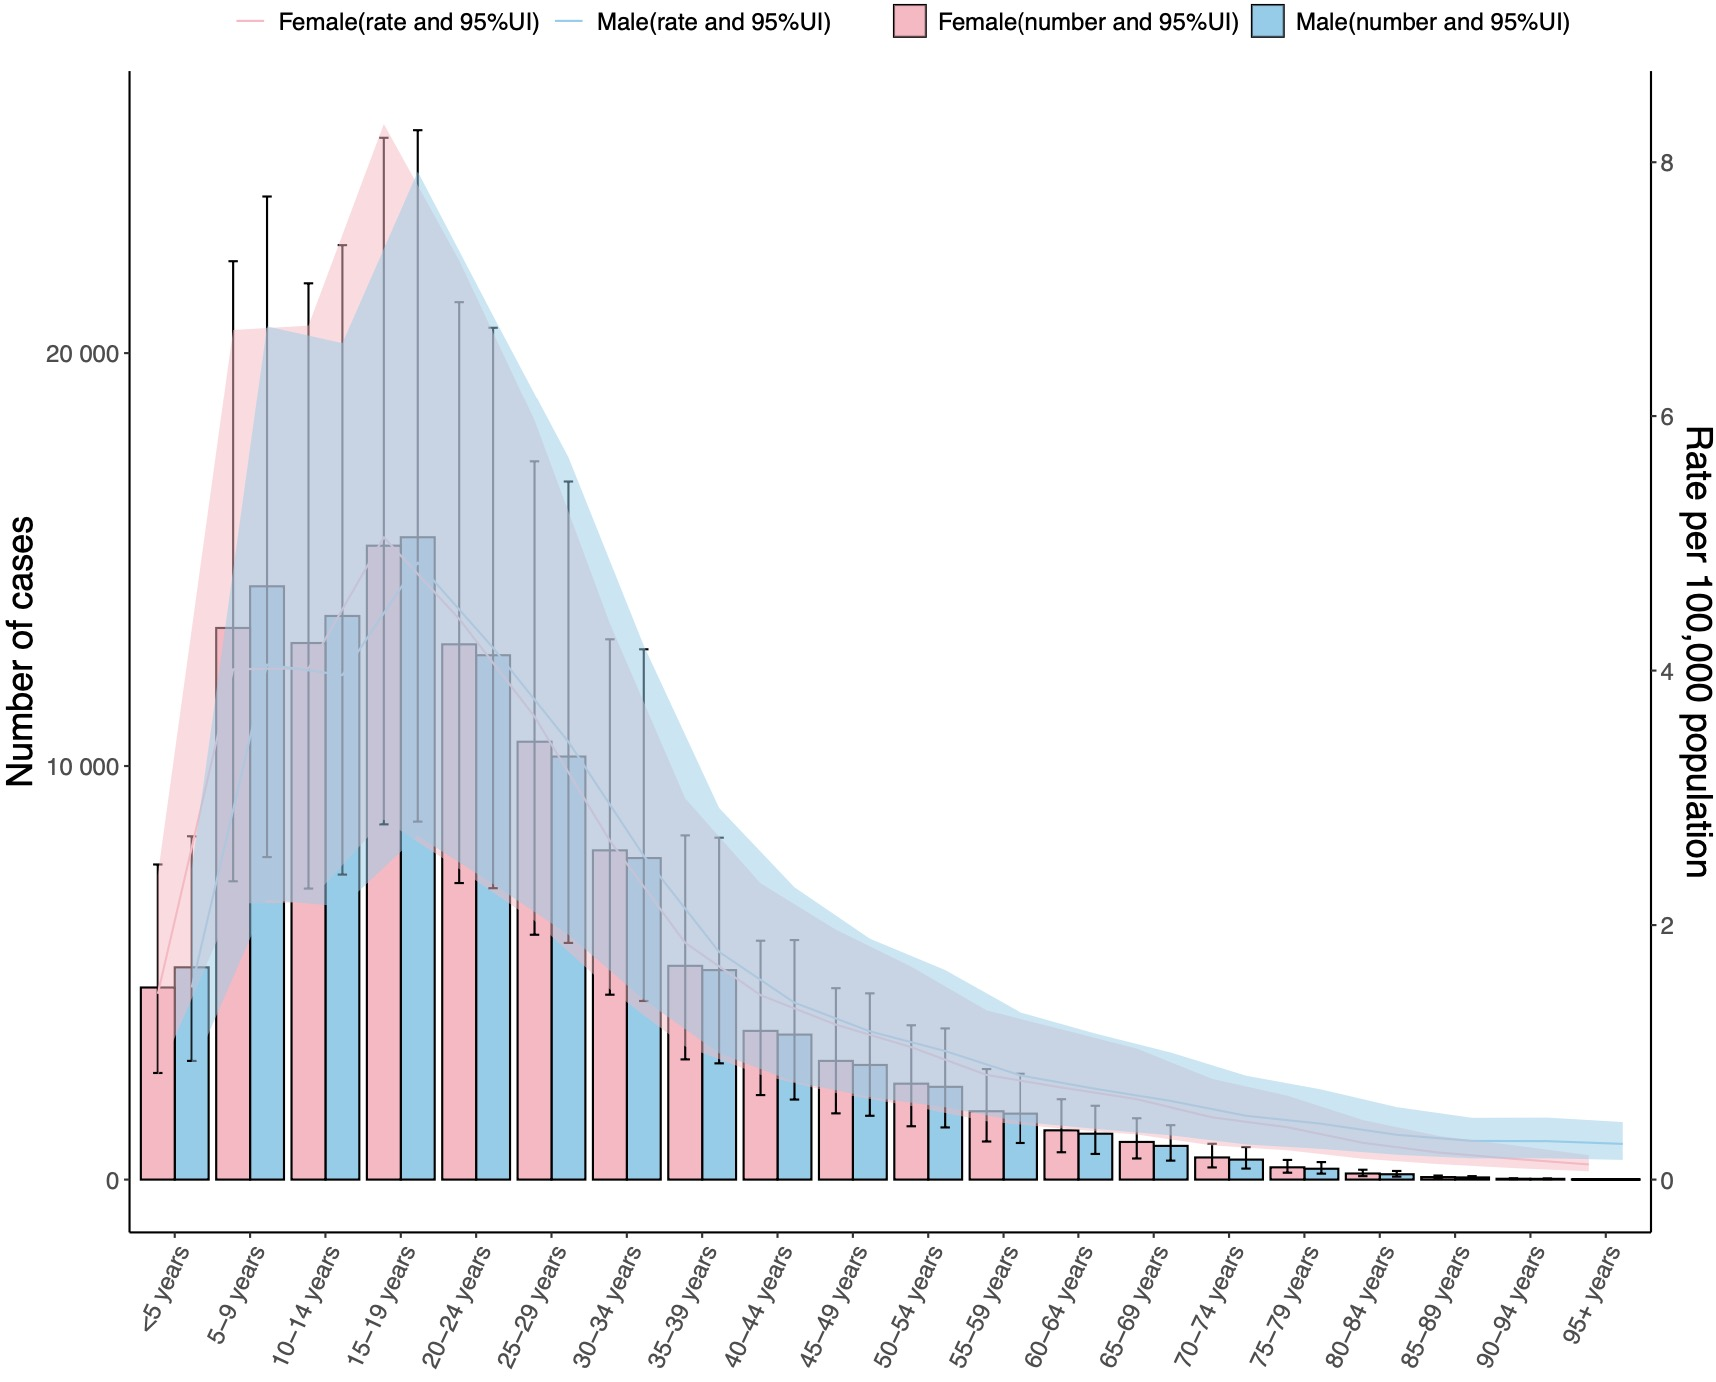 Female(rate and 95%UI) Male(rate and 95%UI) Female(number and 95%UI) Male(number and 95%UI)
Number of cases
20 000
10 000
0
8
6
4
2
0
Rate per 100,000 population
<5 years
5–9 years
10–14 years
15–19 years
20–24 years
25–29 years
30–34 years
35–39 years
40–44 years
45–49 years
50–54 years
55–59 years
60–64 years
65–69 years
70–74 years
75–79 years
80–84 years
85–89 years
90–94 years
95+ years